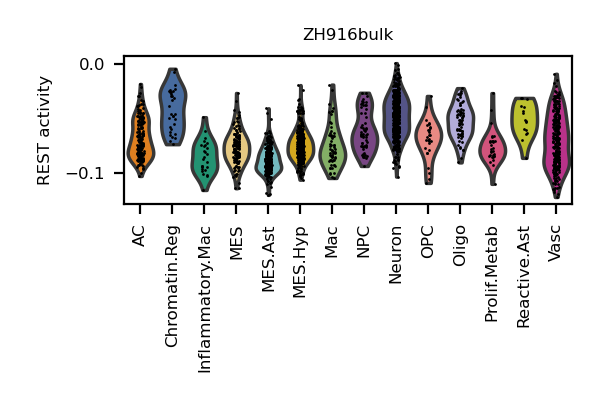 ZH916bulk
REST activity
0.0
−0.1
AC
Chromatin.Reg
Inflammatory.Mac
MES
MES.Ast
MES.Hyp
Mac
NPC
Neuron
OPC
Oligo
Prolif.Metab
Reactive.Ast
Vasc